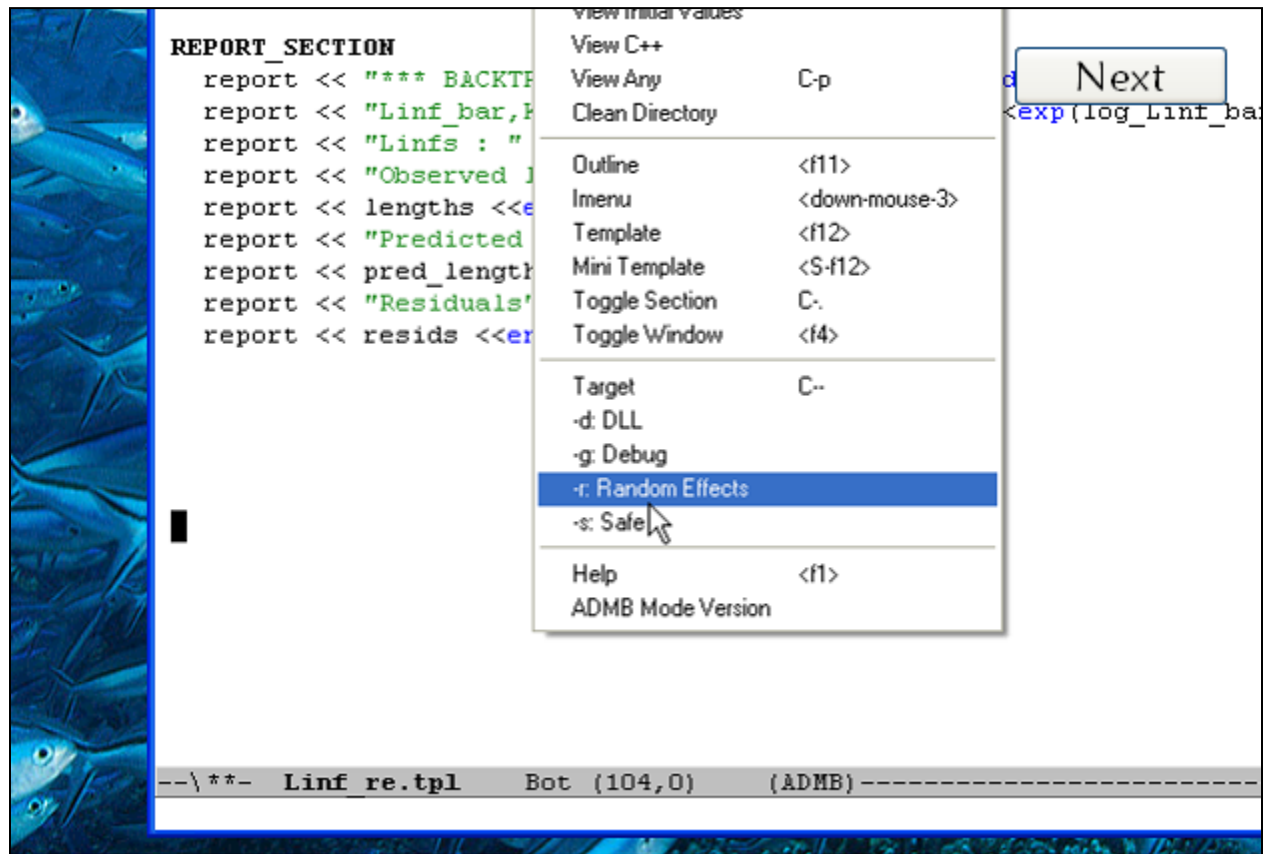 View Initial Values
REPORT_SECTION
View C++
report << "*** BACKT
View Any C-p
Next
report << "Linf_bar,
Clean Directory
<exp(log_Linf_ba
report << "Linfs : "
report << "Observed
Outline <f11>
report << lengths <<e
Imenu <down-mouse-3>
report << "Predicted
Template <f12>
report << pred_length
Mini Template <S-f12>
report << "Residuals"
Toggle Section C-.
report << resids <<en
Toggle Window <f4>
Target C--
-d: DLL
-g: Debug
-r: Random Effects
-s: Safe
Help <f1>
ADMB Mode Version
--\**- Linf_re.tpl Bot (104,0) (ADMB)-------------------------